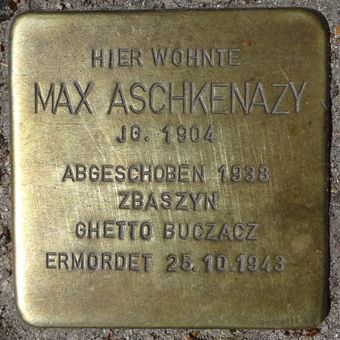 HIER WOHNTE
MAX ASCHKENAZY
JG. 1904
ABGESCHOBEN 1938
ZBASZYN
GHETTO BUCZACZ
ERMORDET 25.10.1943